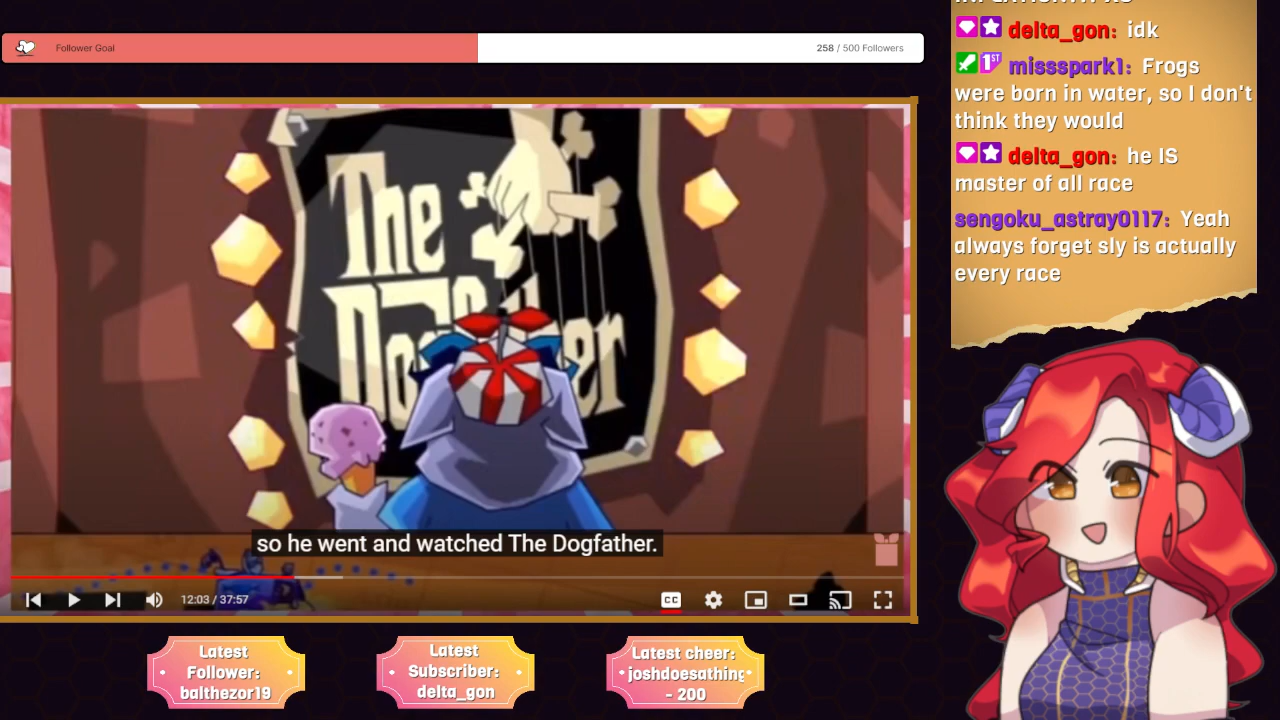 Follower Goal
258 / 500 Followers
The
so he went and watched The Dogfather.
12:03 / 37:57
CC
Latest
Follower:
balthezor19
Latest
Subscriber:
delta_gon
Latest cheer:
joshdoesathing
- 200
delta_gon: idk
1ST missspark1: Frogs
were born in water, so I don't
think they would
delta_gon: he IS
master of all race
sengoku_astray0117: Yeah
always forget sly is actually
every race